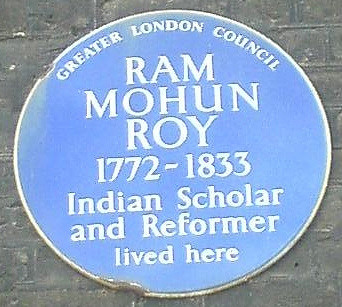 GREATER LONDON COUNCIL
RAM
MOHUN
ROY
1772-1833
Indian Scholar
and Reformer
lived here